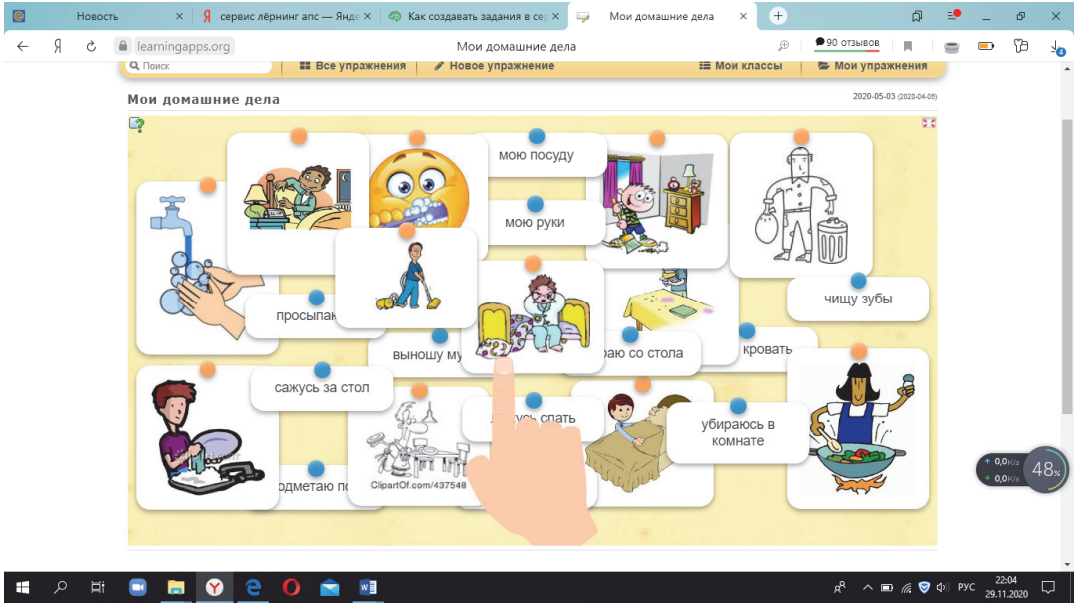 Новость
сервис лёрнинг апс — Янде
Как создавать задания в сер
Мои домашние дела
learningapps.org
Мои домашние дела
90 отзывов
Поиск
Все упражнения
Новое упражнение
Мои классы
Мои упражнения
Мои домашние дела
2020-05-03 (2020-04-05)
мою посуду
мою руки
чищу зубы
просыпаю
выношу му
раю со стола
кровать
сажусь за стол
спать
убираюсь в
комнате
одметаю по
ClipartOf.com/437548
0,0K/s
0,0K/s
48%
РУС
22:04
29.11.2020